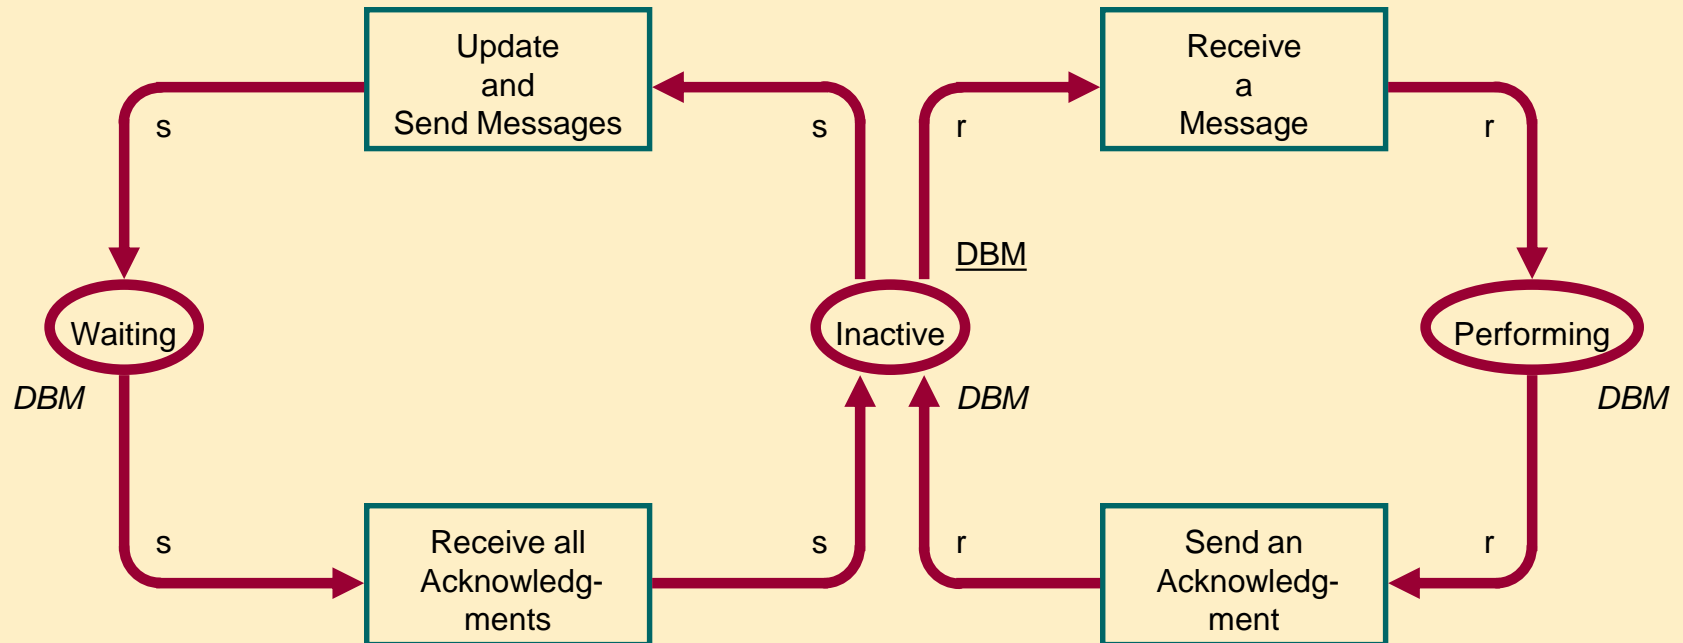 Update
and
Send Messages
Receive
a
Message
s
s
r
r
DBM
Waiting
Inactive
Performing
DBM
DBM
DBM
s
s
r
r
Receive all
Acknowledg-
ments
Send an
Acknowledg-
ment